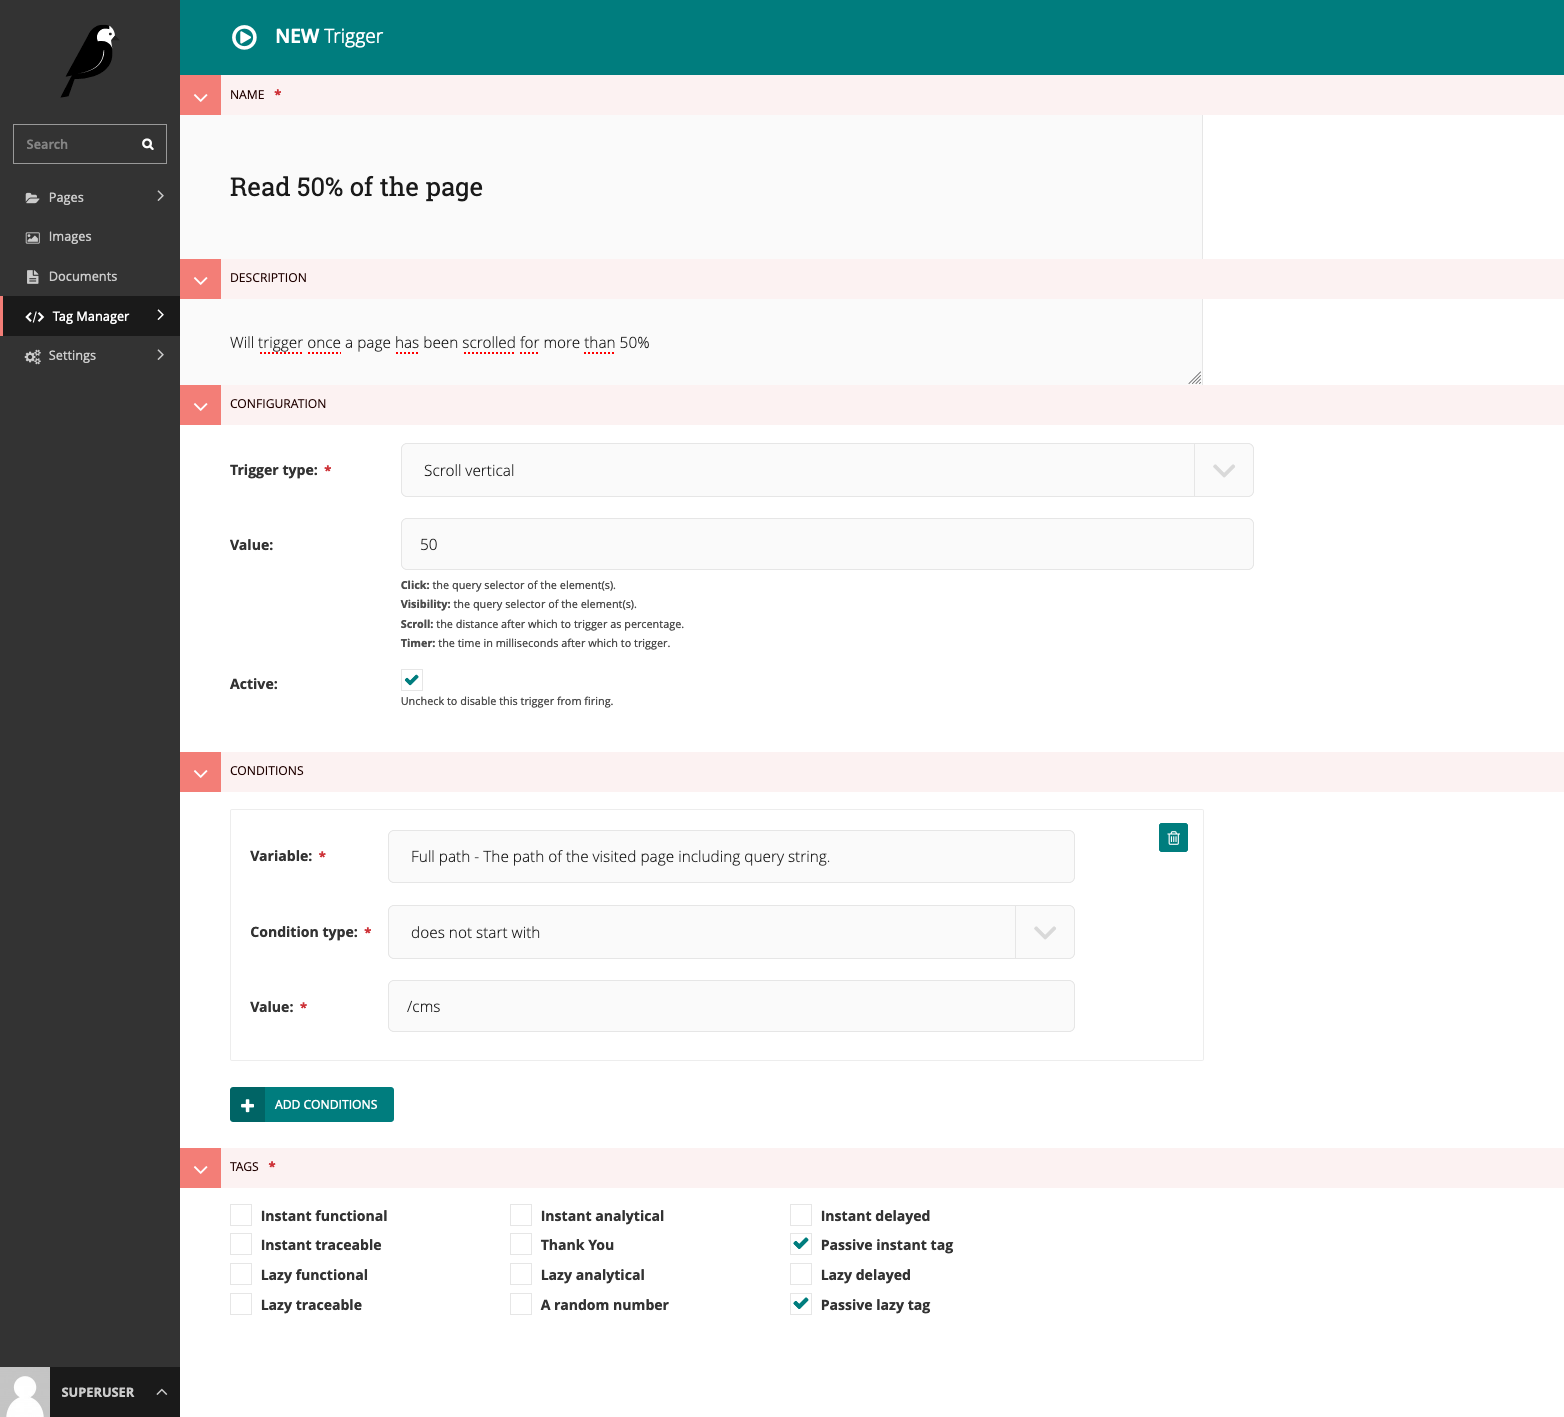 Search
Pages
Images
Documents
</> Tag Manager
Settings
SUPERUSER
NEW Trigger
NAME *
Read 50% of the page
DESCRIPTION
Will trigger once a page has been scrolled for more than 50%
CONFIGURATION
Trigger type: *
Scroll vertical
Value:
50
Click: the query selector of the element(s).
Visibility: the query selector of the element(s).
Scroll: the distance after which to trigger as percentage.
Timer: the time in milliseconds after which to trigger.
Active:
Uncheck to disable this trigger from firing.
CONDITIONS
Variable: *
Full path - The path of the visited page including query string.
Condition type: *
does not start with
Value: *
/cms
ADD CONDITIONS
TAGS *
Instant functional
Instant analytical
Instant delayed
Instant traceable
Thank You
Passive instant tag
Lazy functional
Lazy analytical
Lazy delayed
Lazy traceable
A random number
Passive lazy tag